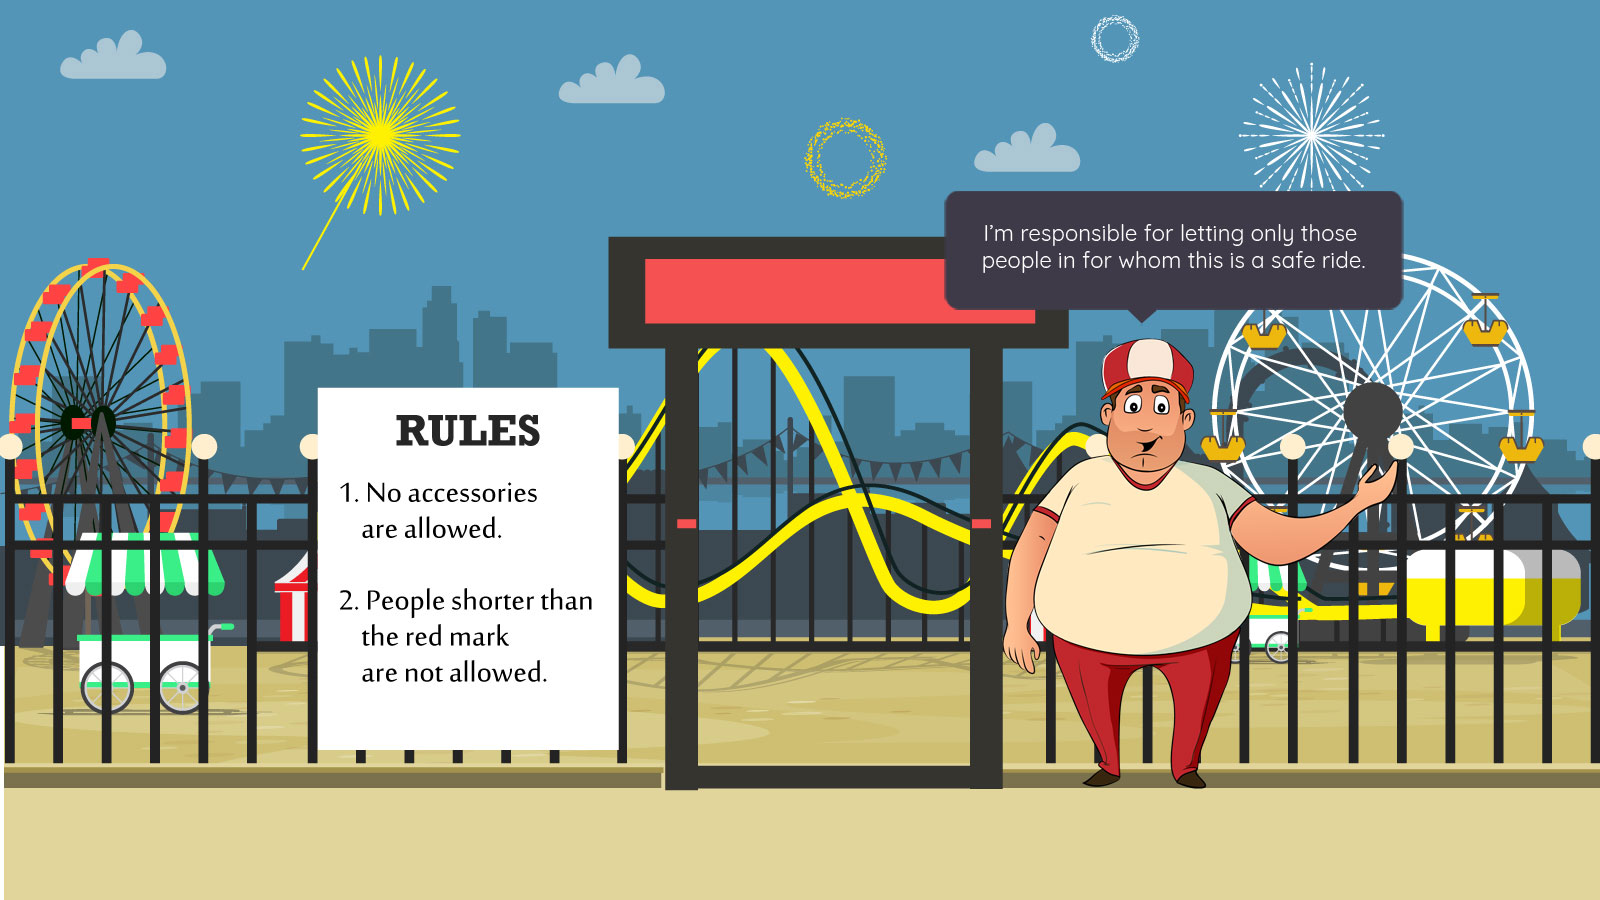 I'm responsible for letting only those
people in for whom this is a safe ride.
RULES
1. No accessories
are allowed.
2. People shorter than
the red mark
are not allowed.